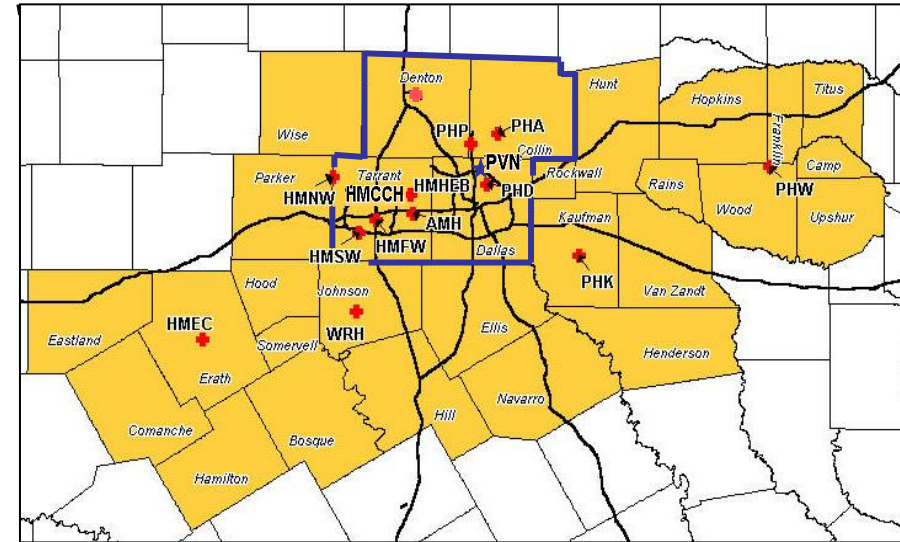 Denton
Hunt
Titus
Hopkins
Franklin
Wise
PHP
PHA
Collin
PVN
Parker
Tarrant
Rockwall
Camp
HMNW
HMCCH
HMHEB
PHD
Rains
PHW
Wood
Upshur
Kaufman
AMH
HMSW
HMFW
Dallas
PHK
Van Zandt
Hood
Johnson
HMEC
WRH
Ellis
Eastland
Somervell
Henderson
Erath
Navarro
Comanche
Hill
Bosque
Hamilton